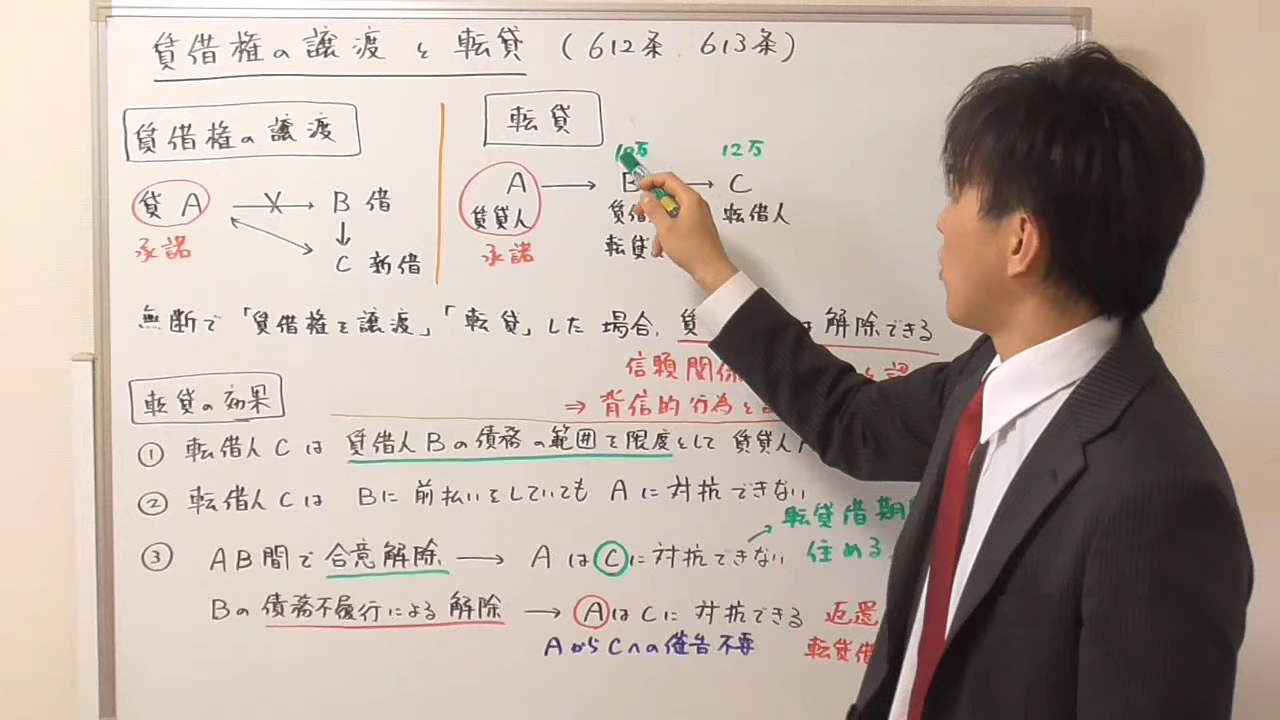 賃借権の譲渡と転貸（612条、613条）
賃借権の譲渡
賃 A B 借
承諾
C 新借
転貸
10万 12万
A B C
賃貸人 賃借 転借人
承諾 転貸
無断で「賃借権を譲渡」「転貸」した場合, 賃 は解除できる
信頼関係
⇒ 背信的行為と
転貸の効果
① 転借人Cは 賃借人Bの債務の範囲を限度として 賃貸人A
② 転借人Cは Bに前払いをしていても Aに対抗できない
転貸借期
③ AB間で合意解除 → AはCに対抗できない 住める
Bの債務不履行による解除 → AはCに対抗できる 返還
AからCへの催告不要 転貸借